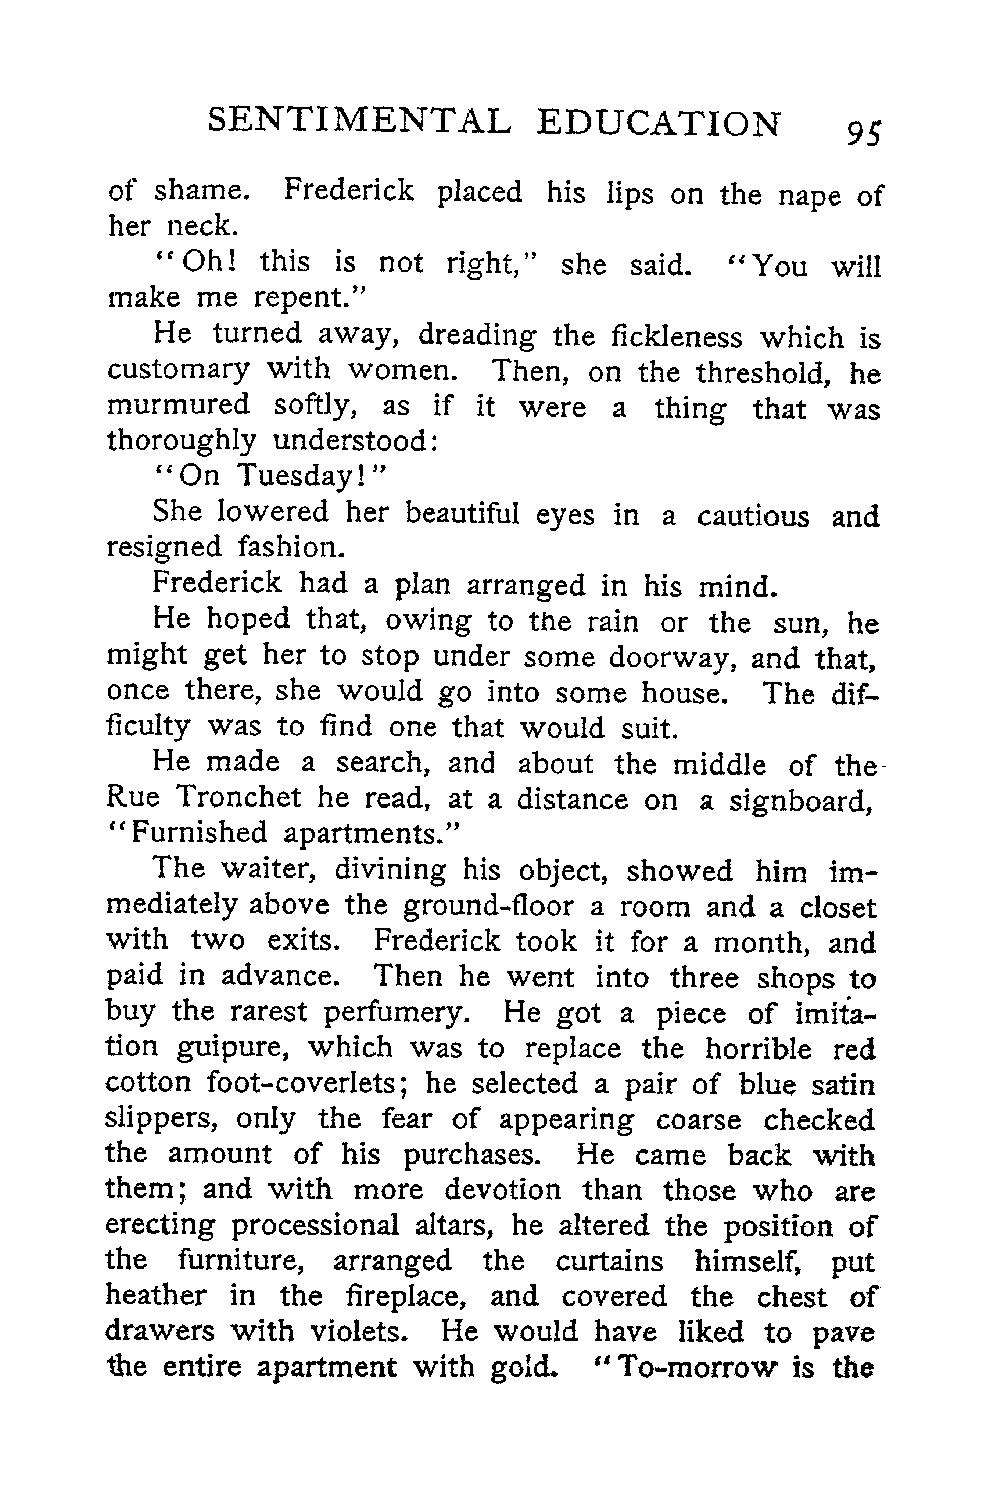 SENTIMENTAL EDUCATION 95
of shame. Frederick placed his lips on the nape of
her neck.
"Oh! this is not right," she said. "You will
make me repent."
He turned away, dreading the fickleness which is
customary with women. Then, on the threshold, he
murmured softly, as if it were a thing that was
thoroughly understood:
"On Tuesday!"
She lowered her beautiful eyes in a cautious and
resigned fashion.
Frederick had a plan arranged in his mind.
He hoped that, owing to the rain or the sun, he
might get her to stop under some doorway, and that,
once there, she would go into some house. The dif-
ficulty was to find one that would suit.
He made a search, and about the middle of the
Rue Tronchet he read, at a distance on a signboard,
"Furnished apartments."
The waiter, divining his object, showed him im-
mediately above the ground-floor a room and a closet
with two exits. Frederick took it for a month, and
paid in advance. Then he went into three shops to
buy the rarest perfumery. He got a piece of imita-
tion guipure, which was to replace the horrible red
cotton foot-coverlets; he selected a pair of blue satin
slippers, only the fear of appearing coarse checked
the amount of his purchases. He came back with
them; and with more devotion than those who are
erecting processional altars, he altered the position of
the furniture, arranged the curtains himself, put
heather in the fireplace, and covered the chest of
drawers with violets. He would have liked to pave
the entire apartment with gold. "To-morrow is the